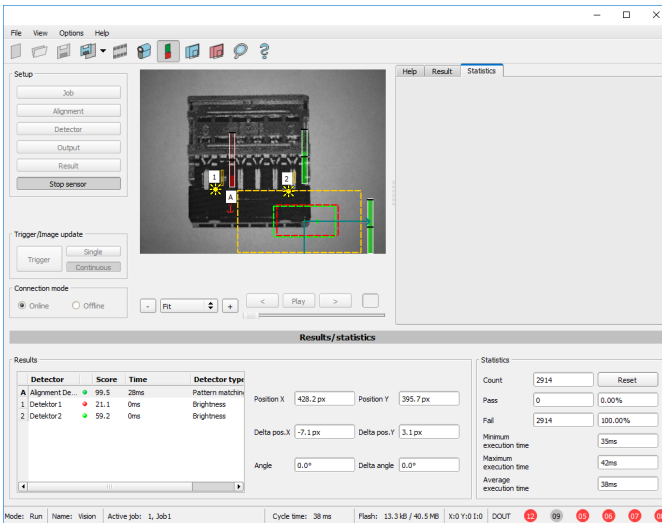 File View Options Help
Setup
Job
Alignment
Detector
Output
Result
Stop sensor
Trigger/Image update
Trigger
Single
Continuous
Connection mode
Online Offline
1
2
A
- Fit +
< Play >
Help Result Statistics
Results/statistics
Results
Detector Score Time Detector type
A Alignment De... 99.5 28ms Pattern matching
1 Detektor1 21.1 0ms Brightness
2 Detektor2 59.2 0ms Brightness
Position X 428.2 px Position Y 395.7 px
Delta pos.X -7.1 px Delta pos.Y 3.1 px
Angle 0.0° Delta angle 0.0°
Statistics
Count 2914 Reset
Pass 0 0.00%
Fail 2914 100.00%
Minimum
execution time 35ms
Maximum
execution time 42ms
Average
execution time 38ms
Mode: Run Name: Vision Active job: 1, Job1 Cycle time: 38 ms Flash: 13.3 kB / 40.5 MB X:0 Y:0 I:0 DOUT 12 09 05 06 07 08